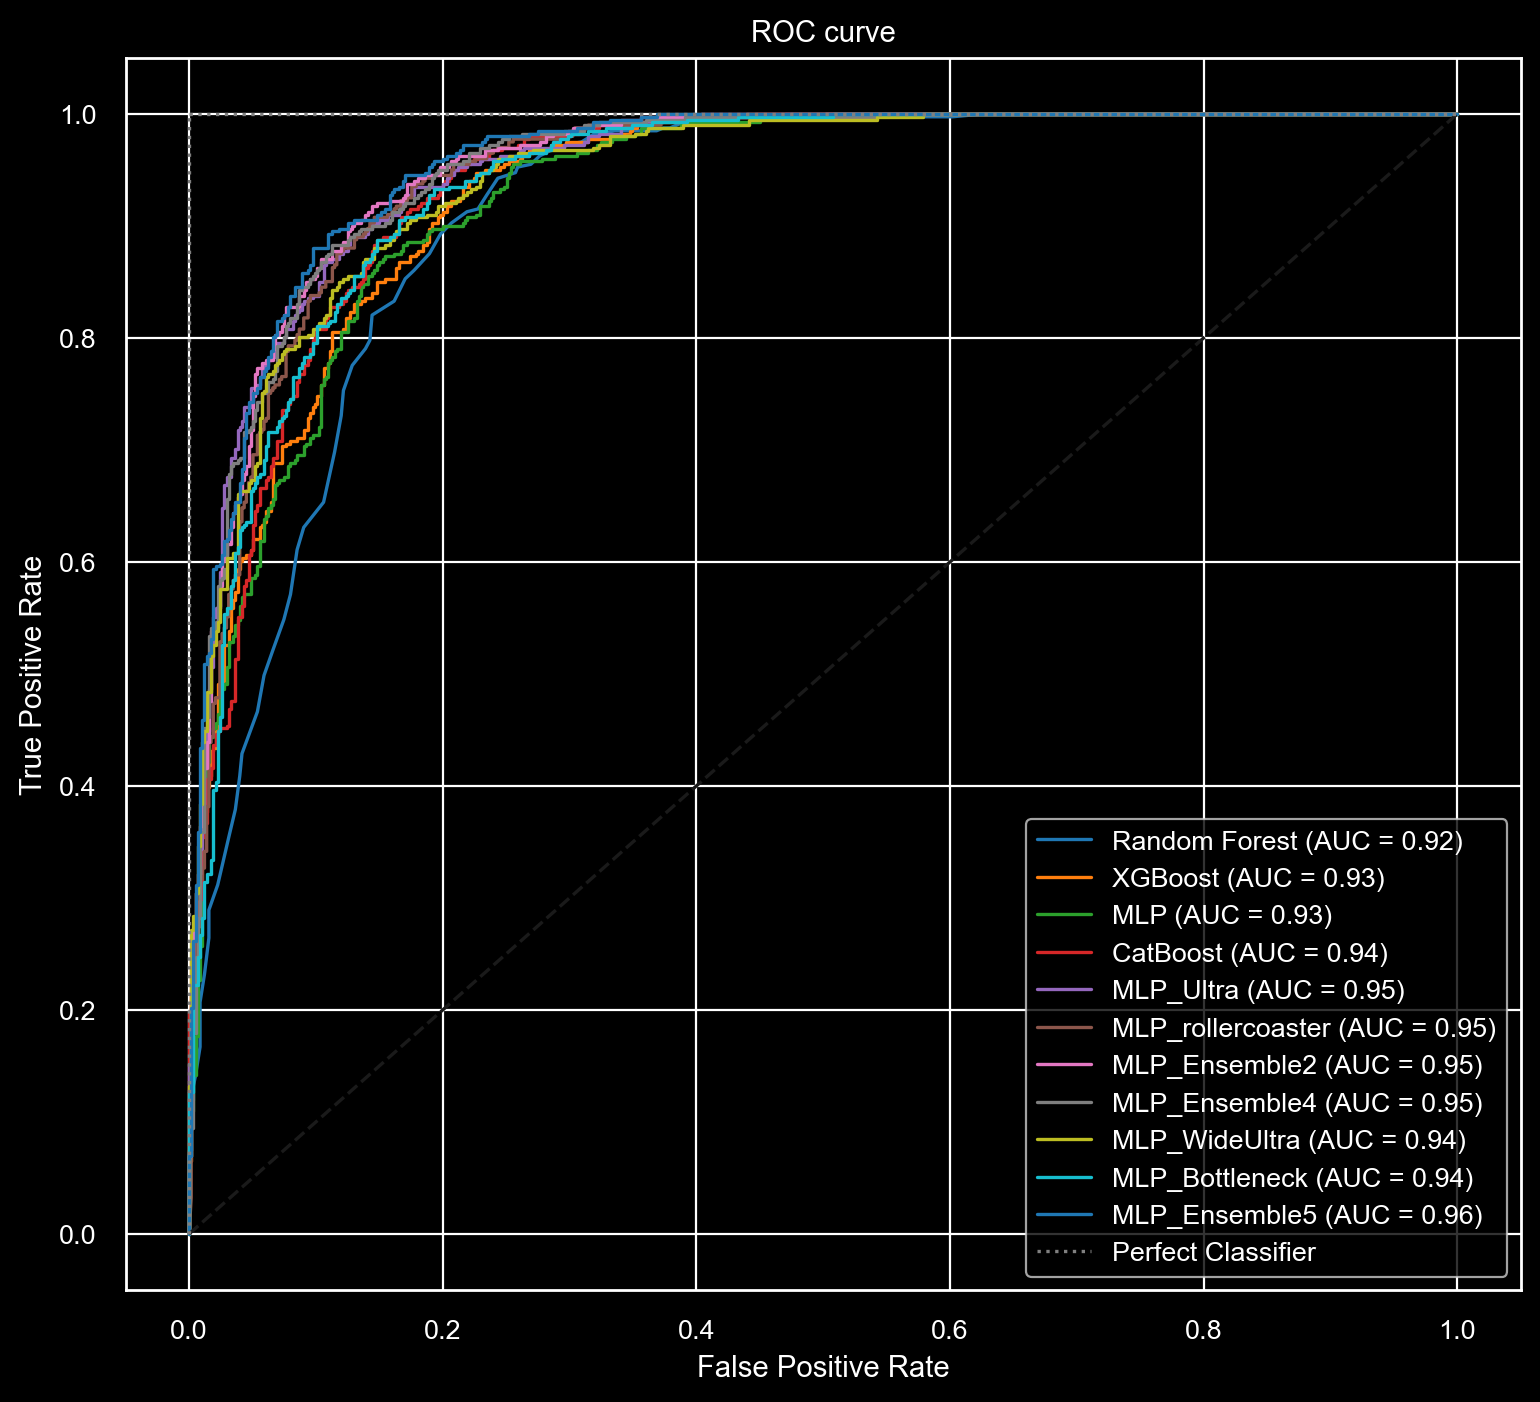 ROC curve
1.0
0.8
0.6
0.4
0.2
0.0
True Positive Rate
Random Forest (AUC = 0.92)
XGBoost (AUC = 0.93)
MLP (AUC = 0.93)
CatBoost (AUC = 0.94)
MLP_Ultra (AUC = 0.95)
MLP_rollercoaster (AUC = 0.95)
MLP_Ensemble2 (AUC = 0.95)
MLP_Ensemble4 (AUC = 0.95)
MLP_WideUltra (AUC = 0.94)
MLP_Bottleneck (AUC = 0.94)
MLP_Ensemble5 (AUC = 0.96)
Perfect Classifier
0.0 0.2 0.4 0.6 0.8 1.0
False Positive Rate